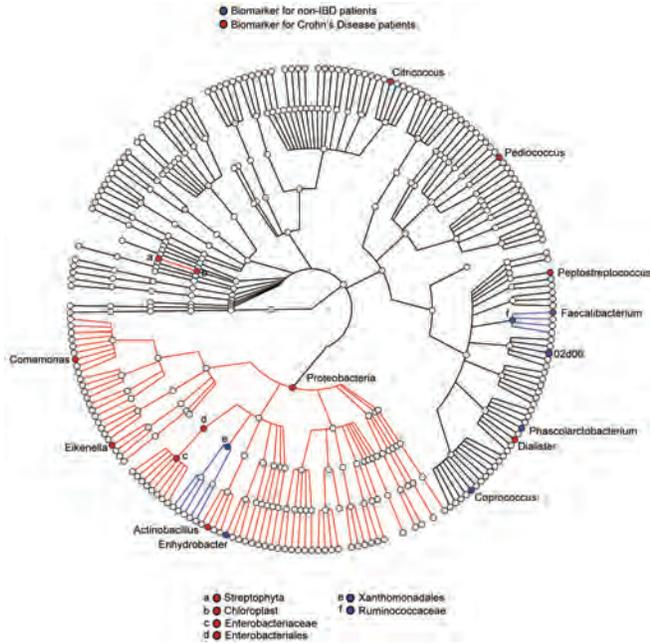 Biomarker for non-IBD patients
Biomarker for Crohn's Disease patients
Citricoccus
Pediococcus
a
b
Peptostreptococcus
f
Faecalibacterium
02d06
Comamonas
Proteobacteria
d
e
Phascolarctobacterium
Eikenella
Dialister
c
Coprococcus
Actinobacillus
Enhydrobacter
a Streptophyta
b Chloroplast
c Enterobacteriaceae
d Enterobacteriales
e Xanthomonadales
f Ruminococcaceae